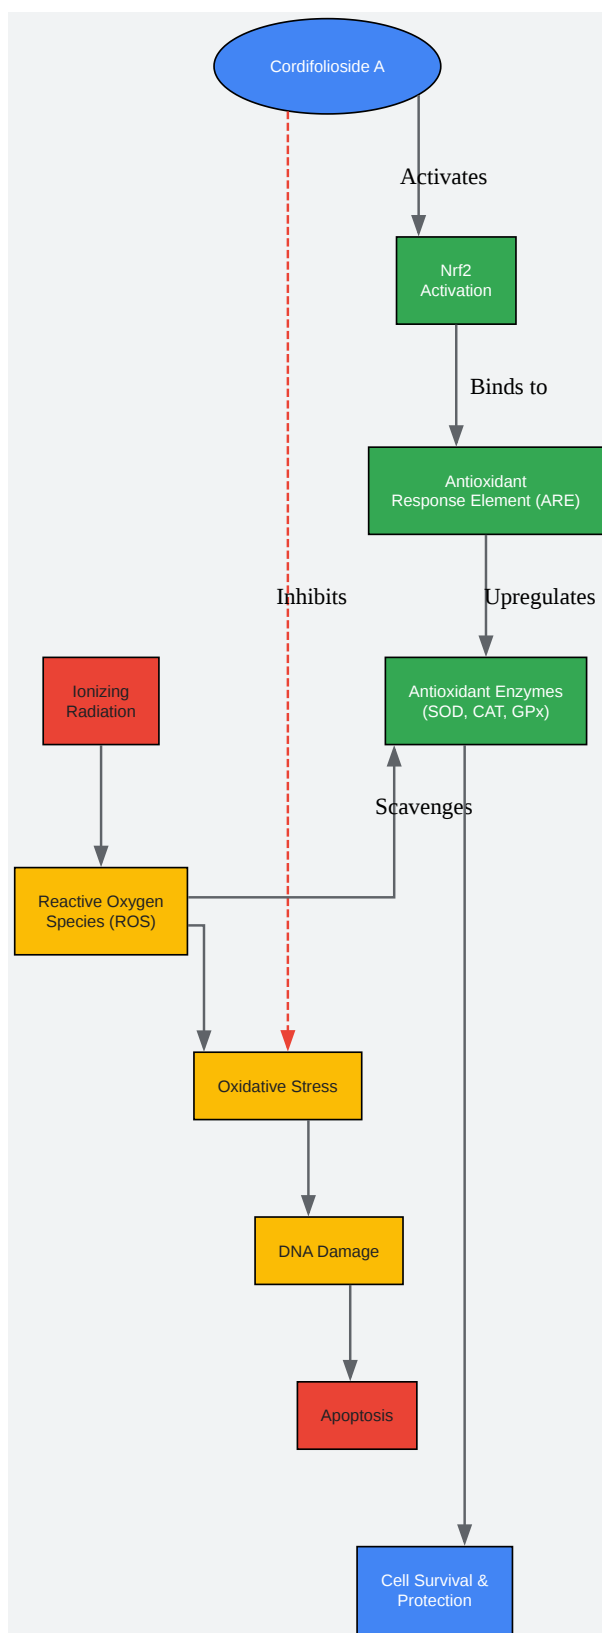 Cordifolioside A
Activates
Nrf2
Activation
Binds to
Antioxidant
Response Element (ARE)
Inhibits
Upregulates
Ionizing
Radiation
Antioxidant Enzymes
(SOD, CAT, GPx)
Scavenges
Reactive Oxygen
Species (ROS)
Oxidative Stress
DNA Damage
Apoptosis
Cell Survival &
Protection